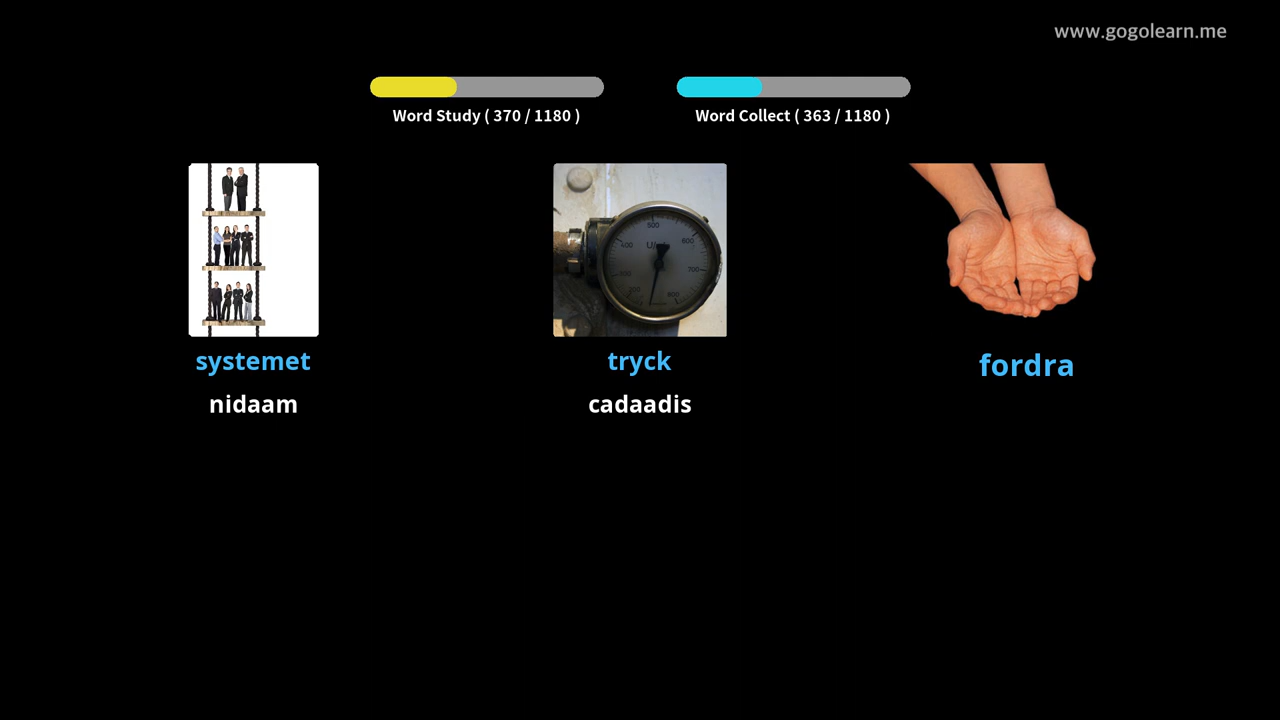 www.gogolearn.me
Word Study ( 370 / 1180 )
Word Collect ( 363 / 1180 )
systemet
nidaam
tryck
cadaadis
fordra